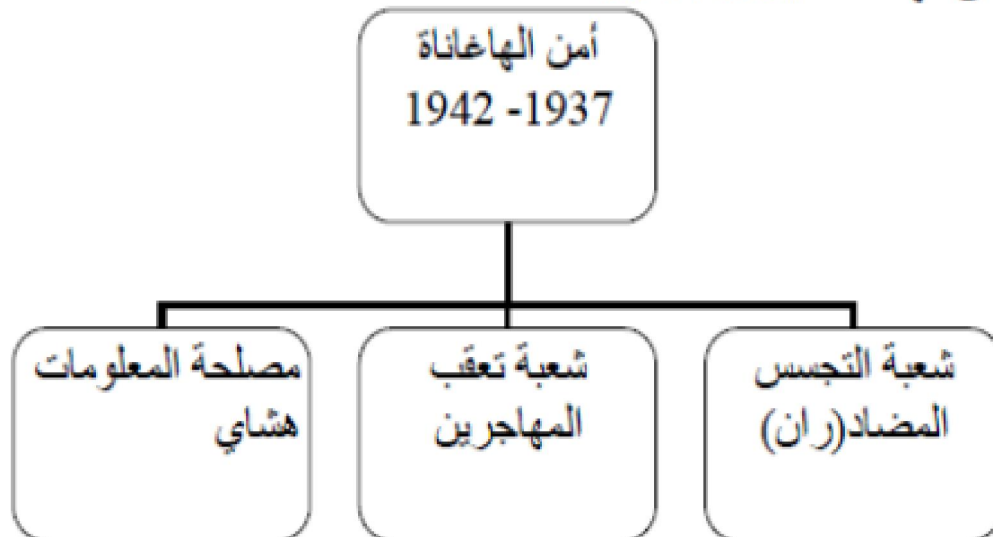 أمن الهاغاناة
1937- 1942
شعبة التجسس
المضاد(ران)
شعبة تعقب
المهاجرين
مصلحة المعلومات
هشاي